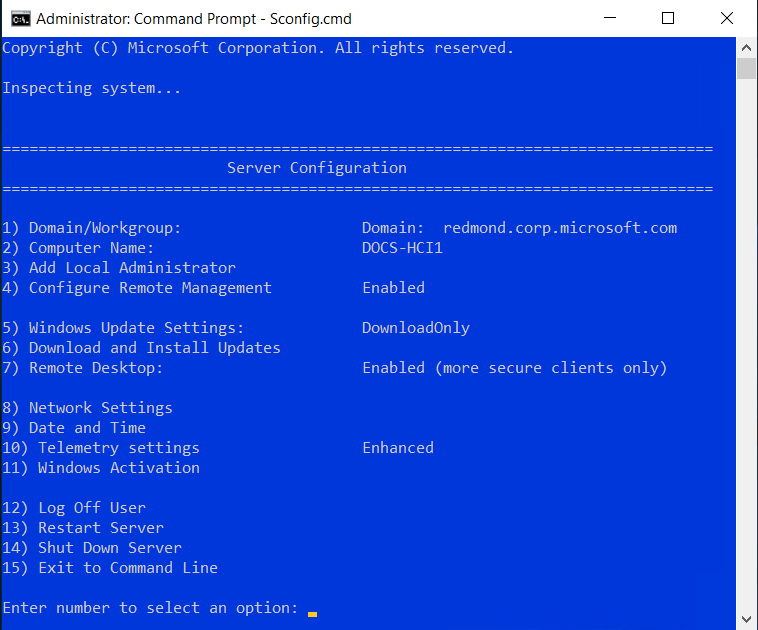 Administrator: Command Prompt - Sconfig.cmd
Copyright (C) Microsoft Corporation. All rights reserved.
Inspecting system...
===============================================================================
Server Configuration
===============================================================================
1) Domain/Workgroup: Domain: redmond.corp.microsoft.com
2) Computer Name: DOCS-HCI1
3) Add Local Administrator
4) Configure Remote Management Enabled
5) Windows Update Settings: DownloadOnly
6) Download and Install Updates
7) Remote Desktop: Enabled (more secure clients only)
8) Network Settings
9) Date and Time
10) Telemetry settings Enhanced
11) Windows Activation
12) Log Off User
13) Restart Server
14) Shut Down Server
15) Exit to Command Line
Enter number to select an option: